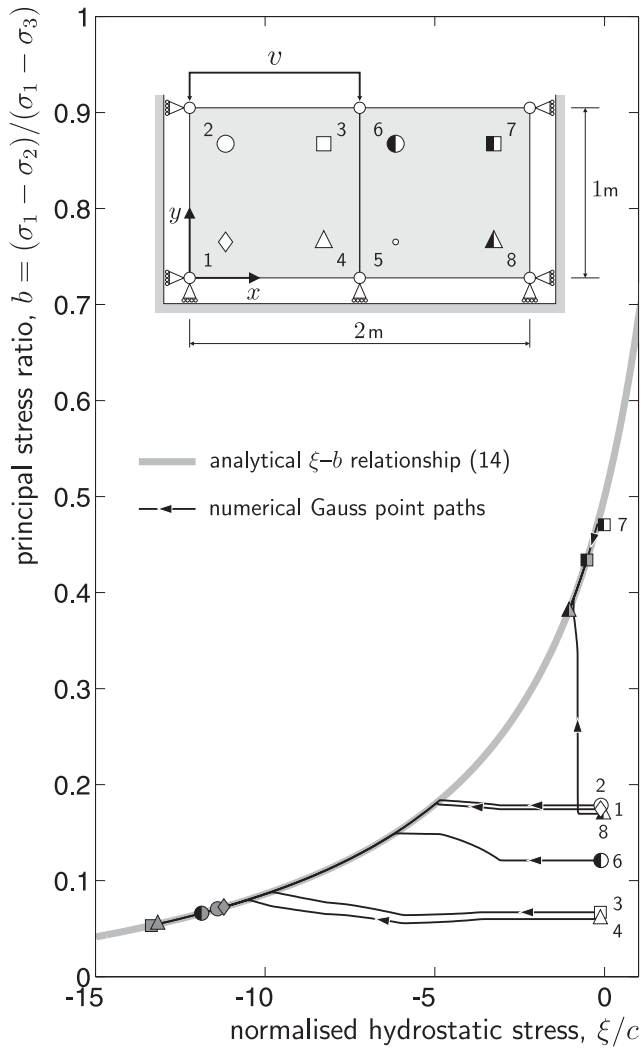 principal stress ratio, b = (σ₁ − σ₂)/(σ₁ − σ₃)
1
0.9
0.8
0.7
0.6
0.5
0.4
0.3
0.2
0.1
0
v
2 3 6 7
1 4 5 8
y
x
1m
2m
analytical ξ–b relationship (14)
numerical Gauss point paths
7
2
1
8
6
3
4
-15 -10 -5 0
normalised hydrostatic stress, ξ/c